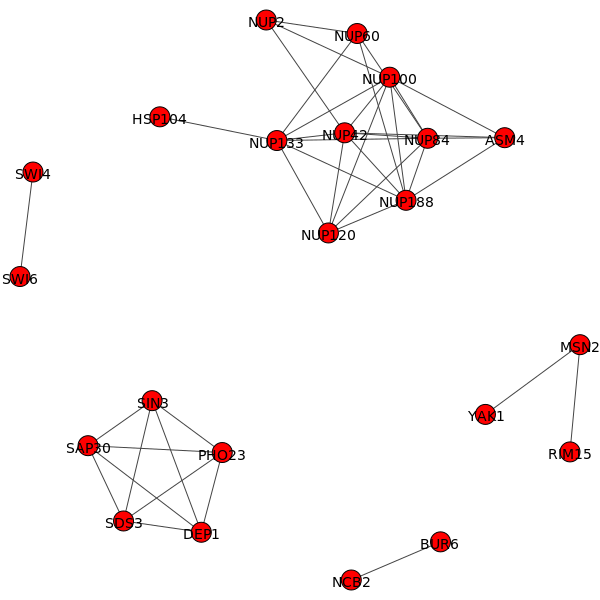 NUP2
NUP60
NUP100
HSP104
NUP133
NUP42
NUP84
ASM4
SWI4
NUP188
NUP120
SWI6
MSN2
SIN3
YAK1
SAP30
PHO23
RIM15
SDS3
DEP1
BUR6
NCB2